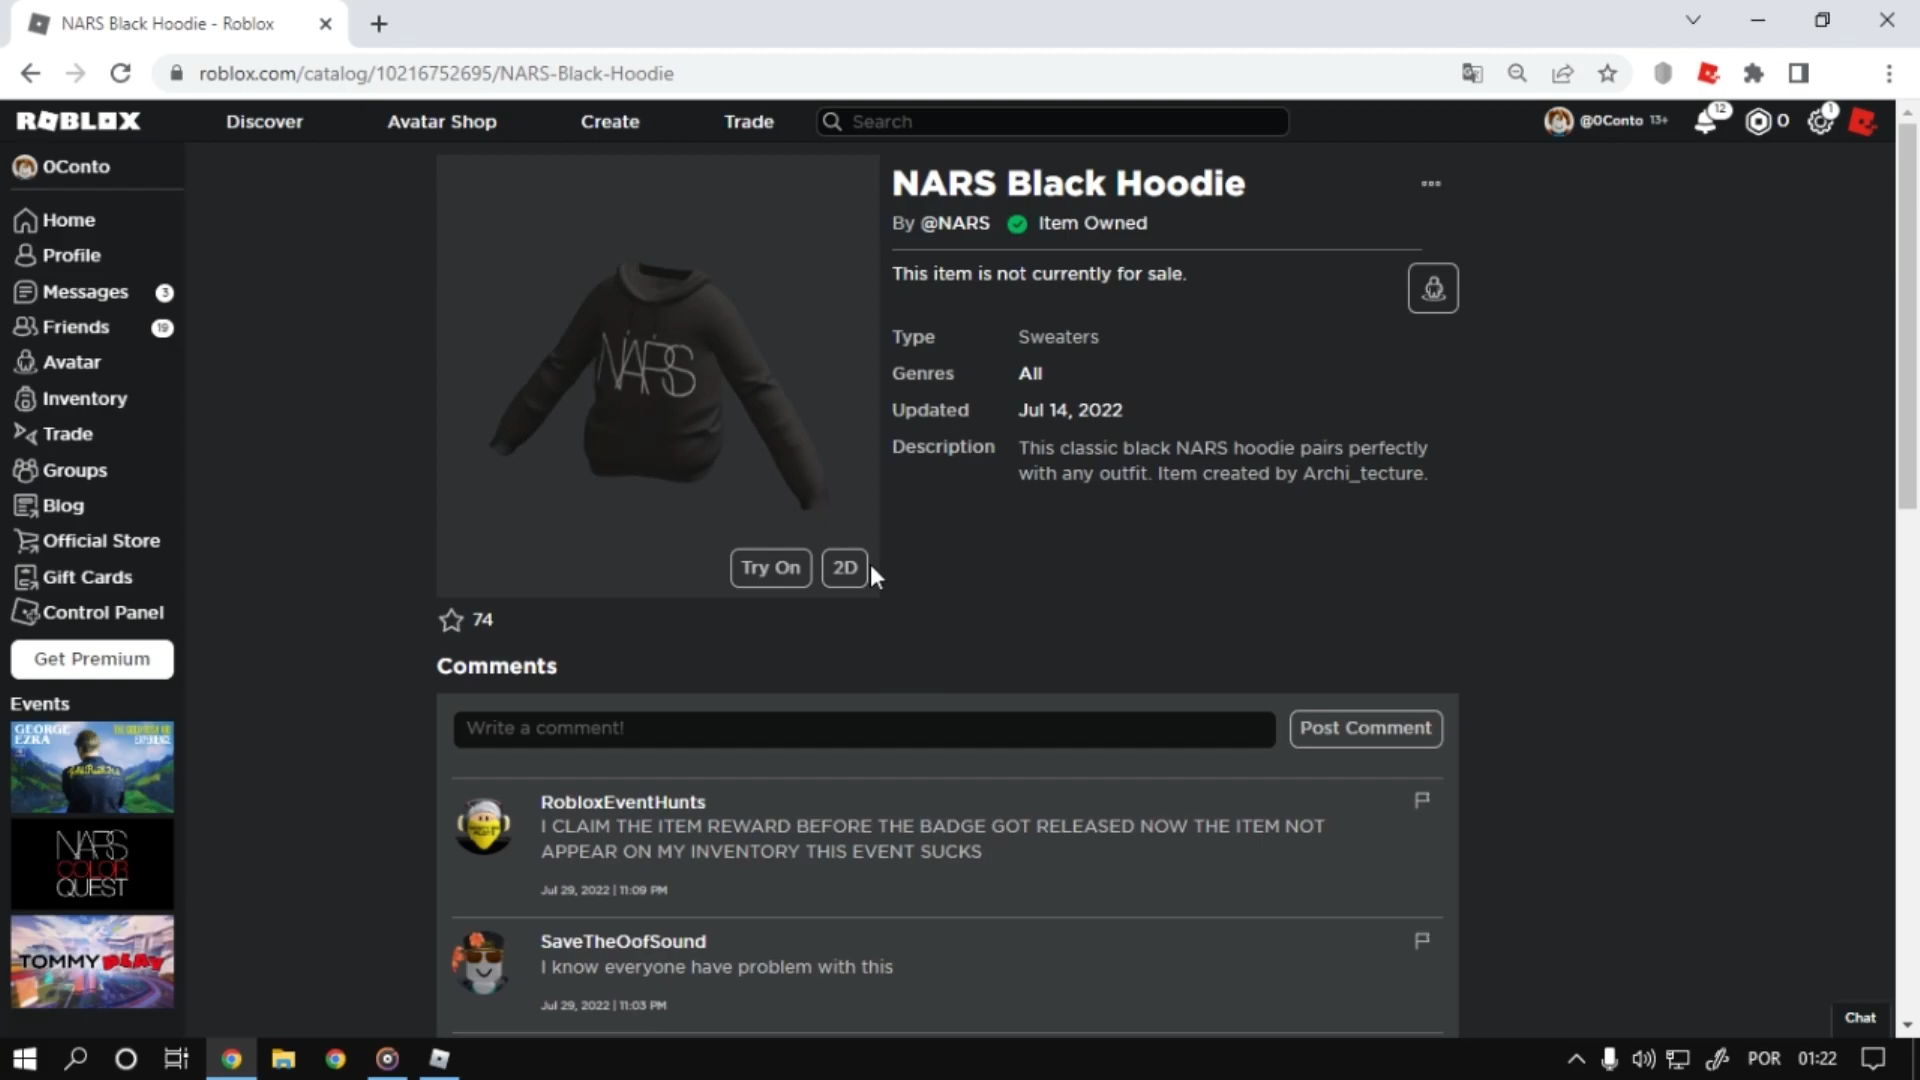 NARS Black Hoodie - Roblox
roblox.com/catalog/10216752695/NARS-Black-Hoodie
ROBLOX
Discover
Avatar Shop
Create
Trade
Search
@0Conto 13+
12
0
1
0Conto
Home
Profile
Messages 3
Friends 19
Avatar
Inventory
Trade
Groups
Blog
Official Store
Gift Cards
Control Panel
Get Premium
Events
GEORGE
EZRA
NARS
COLOR
QUEST
TOMMY PLAY
NARS
Try On
2D
74
NARS Black Hoodie
By @NARS Item Owned
This item is not currently for sale.
Type Sweaters
Genres All
Updated Jul 14, 2022
Description This classic black NARS hoodie pairs perfectly
with any outfit. Item created by Archi_tecture.
Comments
Write a comment!
Post Comment
RobloxEventHunts
I CLAIM THE ITEM REWARD BEFORE THE BADGE GOT RELEASED NOW THE ITEM NOT
APPEAR ON MY INVENTORY THIS EVENT SUCKS
Jul 29, 2022 | 11:09 PM
SaveTheOofSound
I know everyone have problem with this
Jul 29, 2022 | 11:03 PM
Chat
POR
01:22